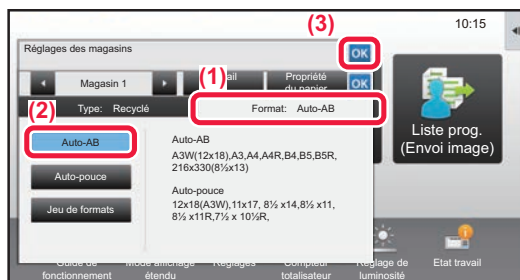 (3)
10:15
Réglages des magasins
OK
(1)
Magasin 1
Propriété
du papier
OK
(2)
Type: Recyclé
Format: Auto-AB
Auto-AB
Auto-pouce
Jeu de formats
Auto-AB
A3W(12x18),A3,A4,A4R,B4,B5,B5R,
216x330(8½x13)
Auto-pouce
12x18(A3W),11x17, 8½ x14,8½ x11,
8½ x11R,7½ x 10½R,
Liste prog.
(Envoi image)
Guide de
fonctionnement
Mode affichage
étendu
Réglages
Compteur
totalisateur
Réglage de
luminosité
Etat travail